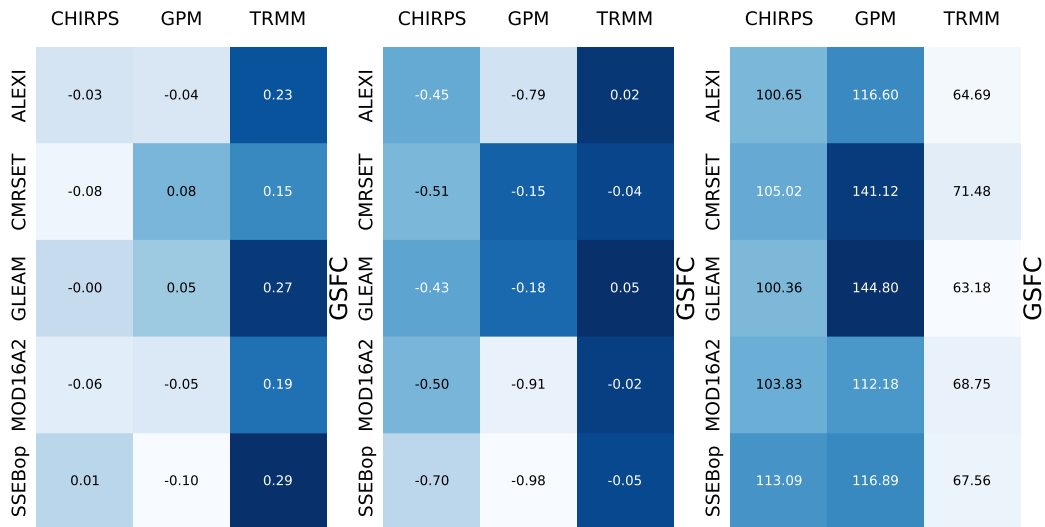 CHIRPS GPM TRMM CHIRPS GPM TRMM CHIRPS GPM TRMM
ALEXI -0.03 -0.04 0.23 ALEXI -0.45 -0.79 0.02 ALEXI 100.65 116.60 64.69
CMRSET -0.08 0.08 0.15 CMRSET -0.51 -0.15 -0.04 CMRSET 105.02 141.12 71.48
GLEAM -0.00 0.05 0.27 GSFC GLEAM -0.43 -0.18 0.05 GSFC GLEAM 100.36 144.80 63.18 GSFC
MOD16A2 -0.06 -0.05 0.19 MOD16A2 -0.50 -0.91 -0.02 MOD16A2 103.83 112.18 68.75
SSEBop 0.01 -0.10 0.29 SSEBop -0.70 -0.98 -0.05 SSEBop 113.09 116.89 67.56